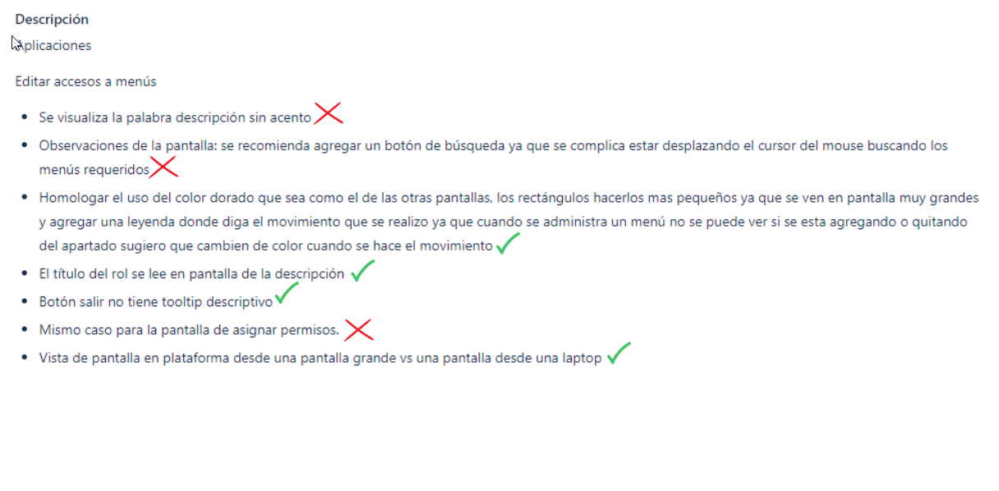 Descripción
Aplicaciones
Editar accesos a menús
Se visualiza la palabra descripción sin acento
Observaciones de la pantalla: se recomienda agregar un botón de búsqueda ya que se complica estar desplazando el cursor del mouse buscando los
menús requeridos
Homologar el uso del color dorado que sea como el de las otras pantallas, los rectángulos hacerlos mas pequeños ya que se ven en pantalla muy grandes
y agregar una leyenda donde diga el movimiento que se realizo ya que cuando se administra un menú no se puede ver si se esta agregando o quitando
del apartado sugiero que cambien de color cuando se hace el movimiento
El título del rol se lee en pantalla de la descripción
Botón salir no tiene tooltip descriptivo
Mismo caso para la pantalla de asignar permisos.
Vista de pantalla en plataforma desde una pantalla grande vs una pantalla desde una laptop